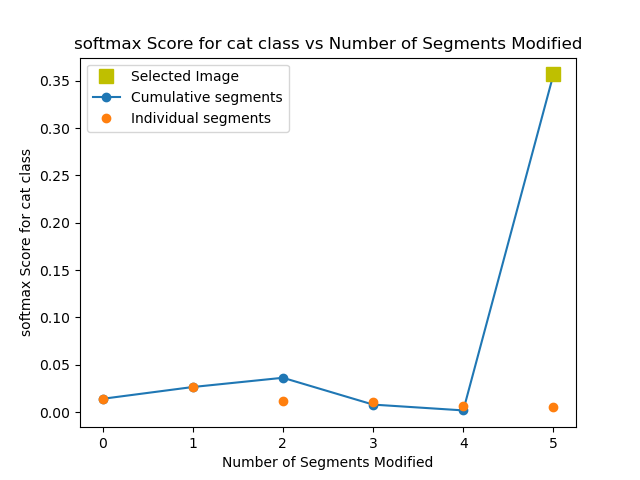 softmax Score for cat class vs Number of Segments Modified
Selected Image
Cumulative segments
Individual segments
softmax Score for cat class
0.35
0.30
0.25
0.20
0.15
0.10
0.05
0.00
0 1 2 3 4 5
Number of Segments Modified